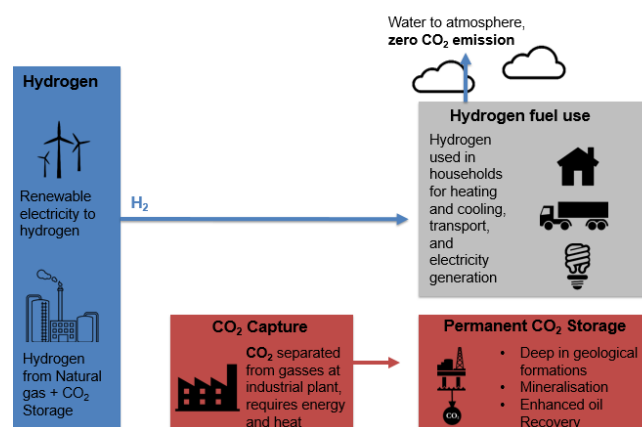 Water to atmosphere,
zero CO₂ emission
Hydrogen
Renewable
electricity to
hydrogen
Hydrogen
from Natural
gas + CO₂
Storage
H₂
Hydrogen fuel use
Hydrogen
used in
households
for heating
and cooling,
transport,
and
electricity
generation
CO₂ Capture
CO₂ separated
from gasses at
industrial plant,
requires energy
and heat
Permanent CO₂ Storage
CO₂
• Deep in geological
formations
• Mineralisation
• Enhanced oil
Recovery